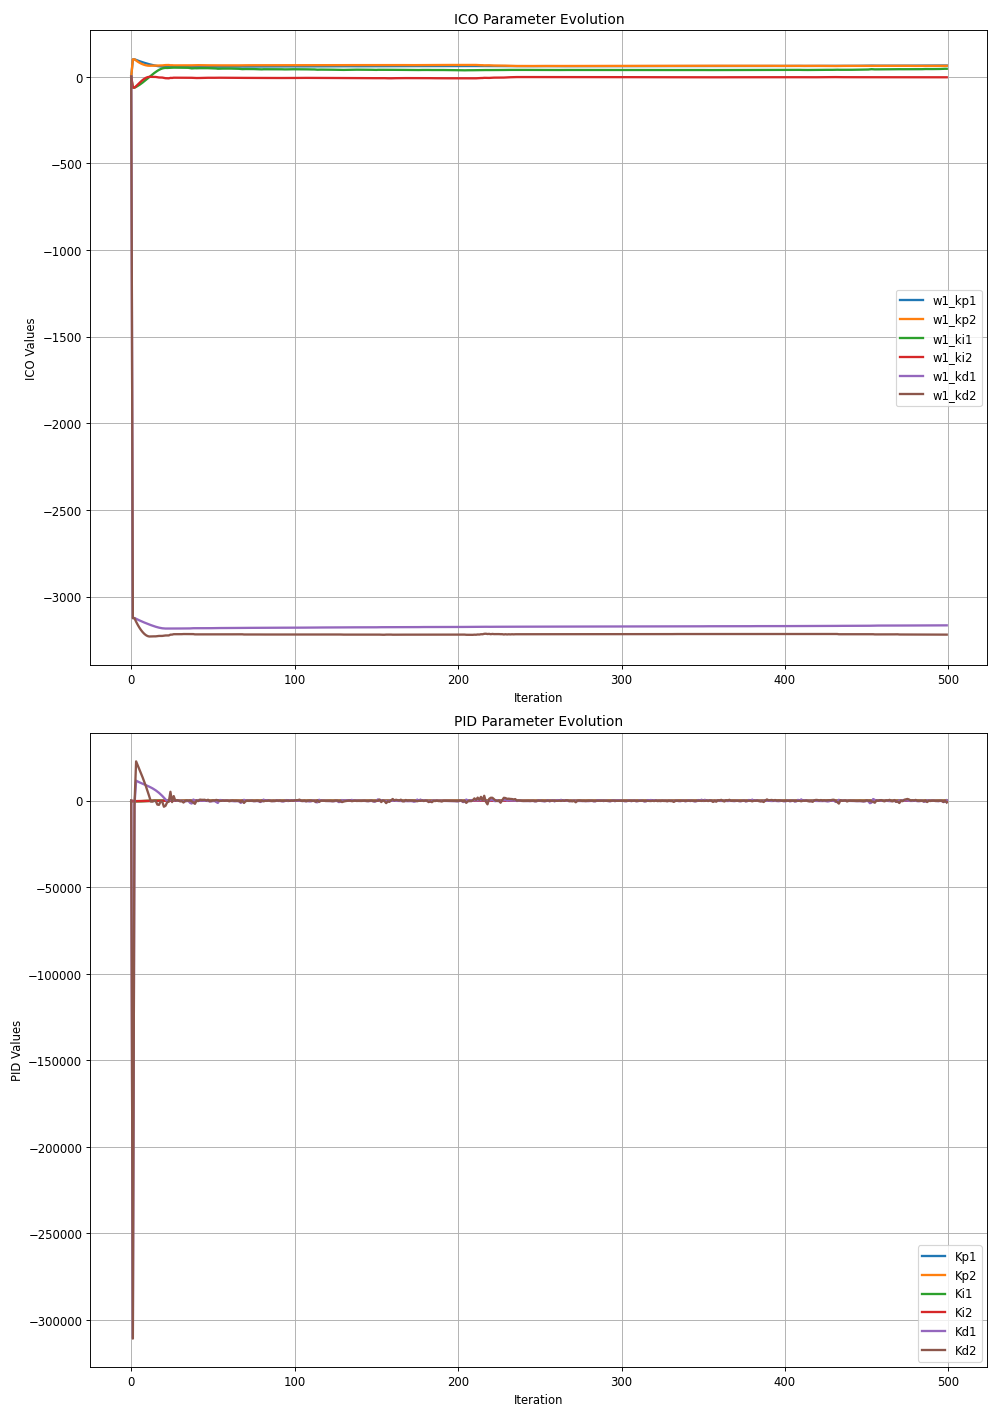 ICO Parameter Evolution
ICO Values
0
−500
−1000
−1500
−2000
−2500
−3000
w1_kp1
w1_kp2
w1_ki1
w1_ki2
w1_kd1
w1_kd2
0 100 200 300 400 500
Iteration
PID Parameter Evolution
PID Values
0
−50000
−100000
−150000
−200000
−250000
−300000
Kp1
Kp2
Ki1
Ki2
Kd1
Kd2
0 100 200 300 400 500
Iteration